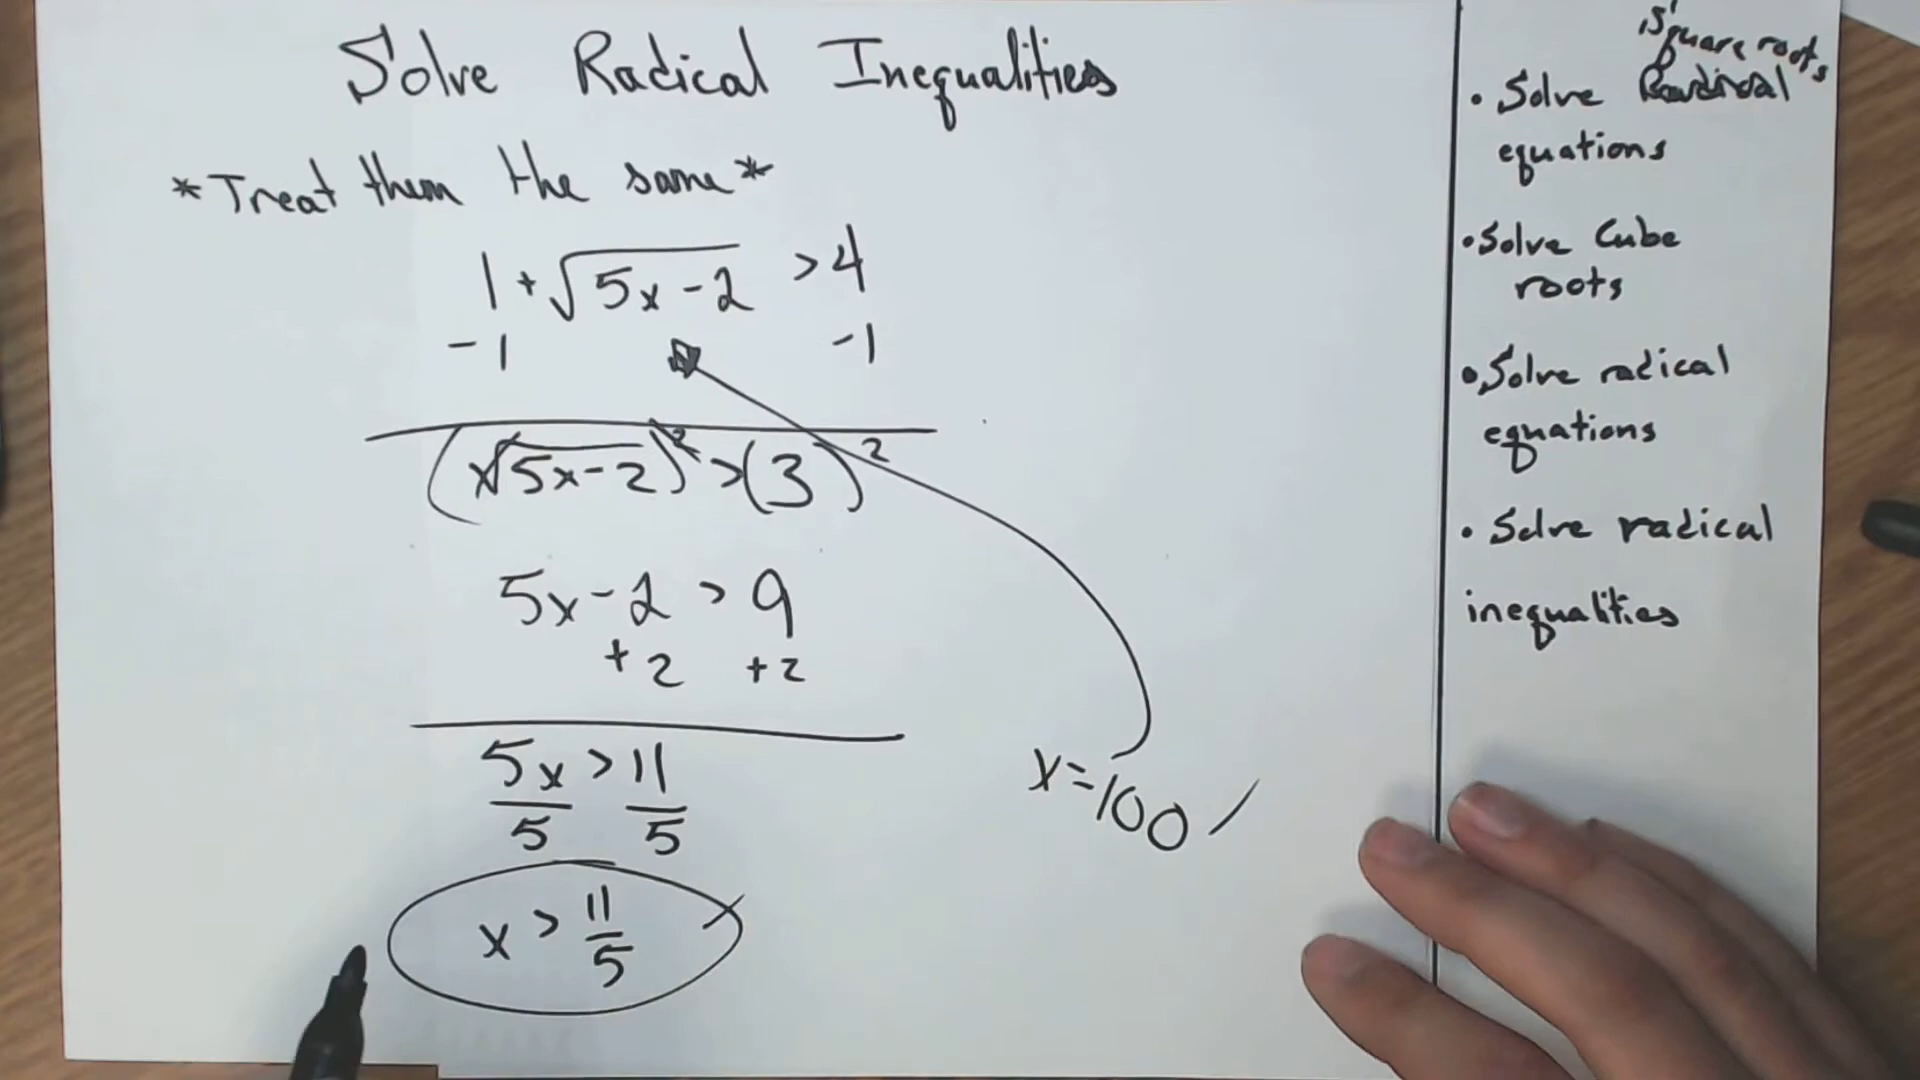 Solve Radical Inequalities
*Treat them the same*
1 + √5x - 2 > 4
-1 -1
(√5x - 2)² > (3)²
5x - 2 > 9
+2 +2
5x > 11
5 5
x > 11/5
x = 100 ✓
square roots
• Solve Radical
equations
• Solve Cube
roots
• Solve radical
equations
• Solve radical
inequalities